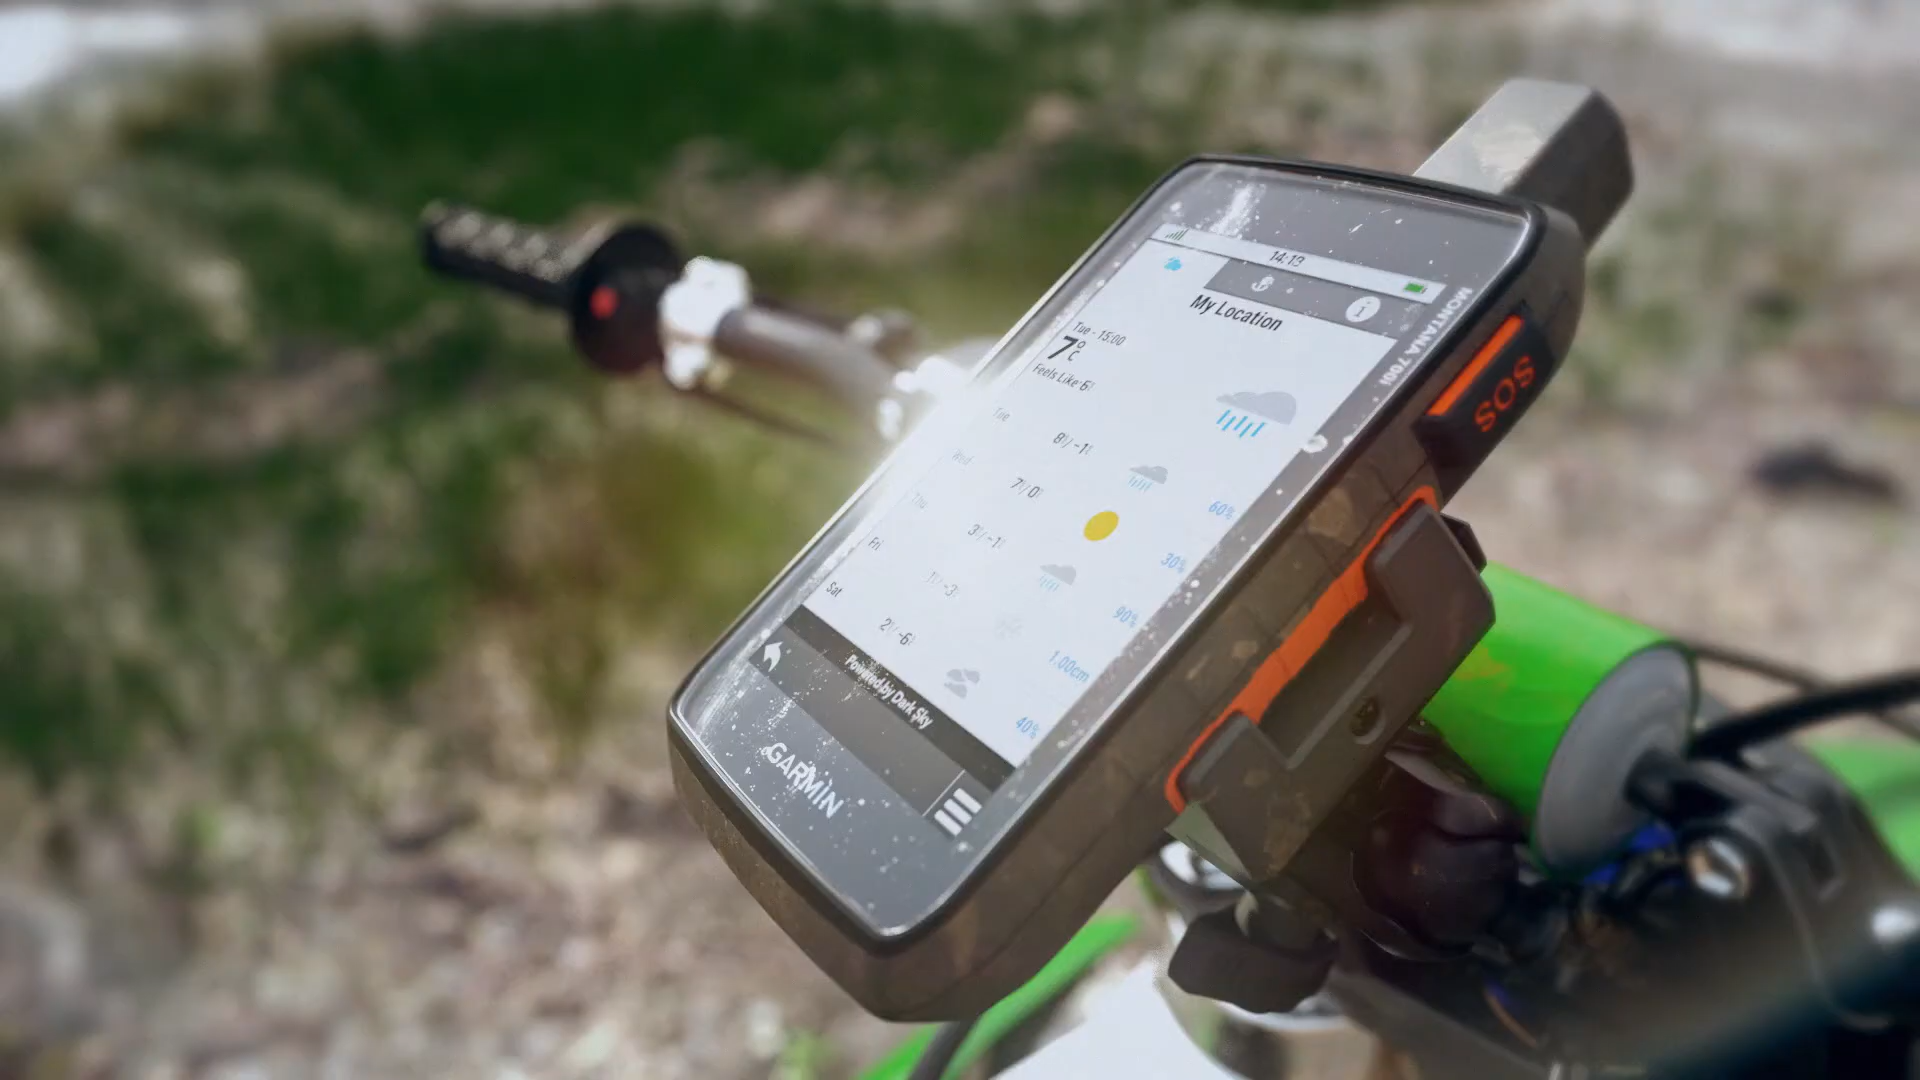 14:13
My Location
Tue - 15:00
7°C
Feels Like 6°
Tue 8°/-1° 60%
Wed 7°/0° 30%
Thu 3°/-1° 90%
Fri 1°/-3° 1.00cm
Sat 2°/-6° 40%
Powered by Dark Sky
GARMIN
MONTANA 700i
SOS